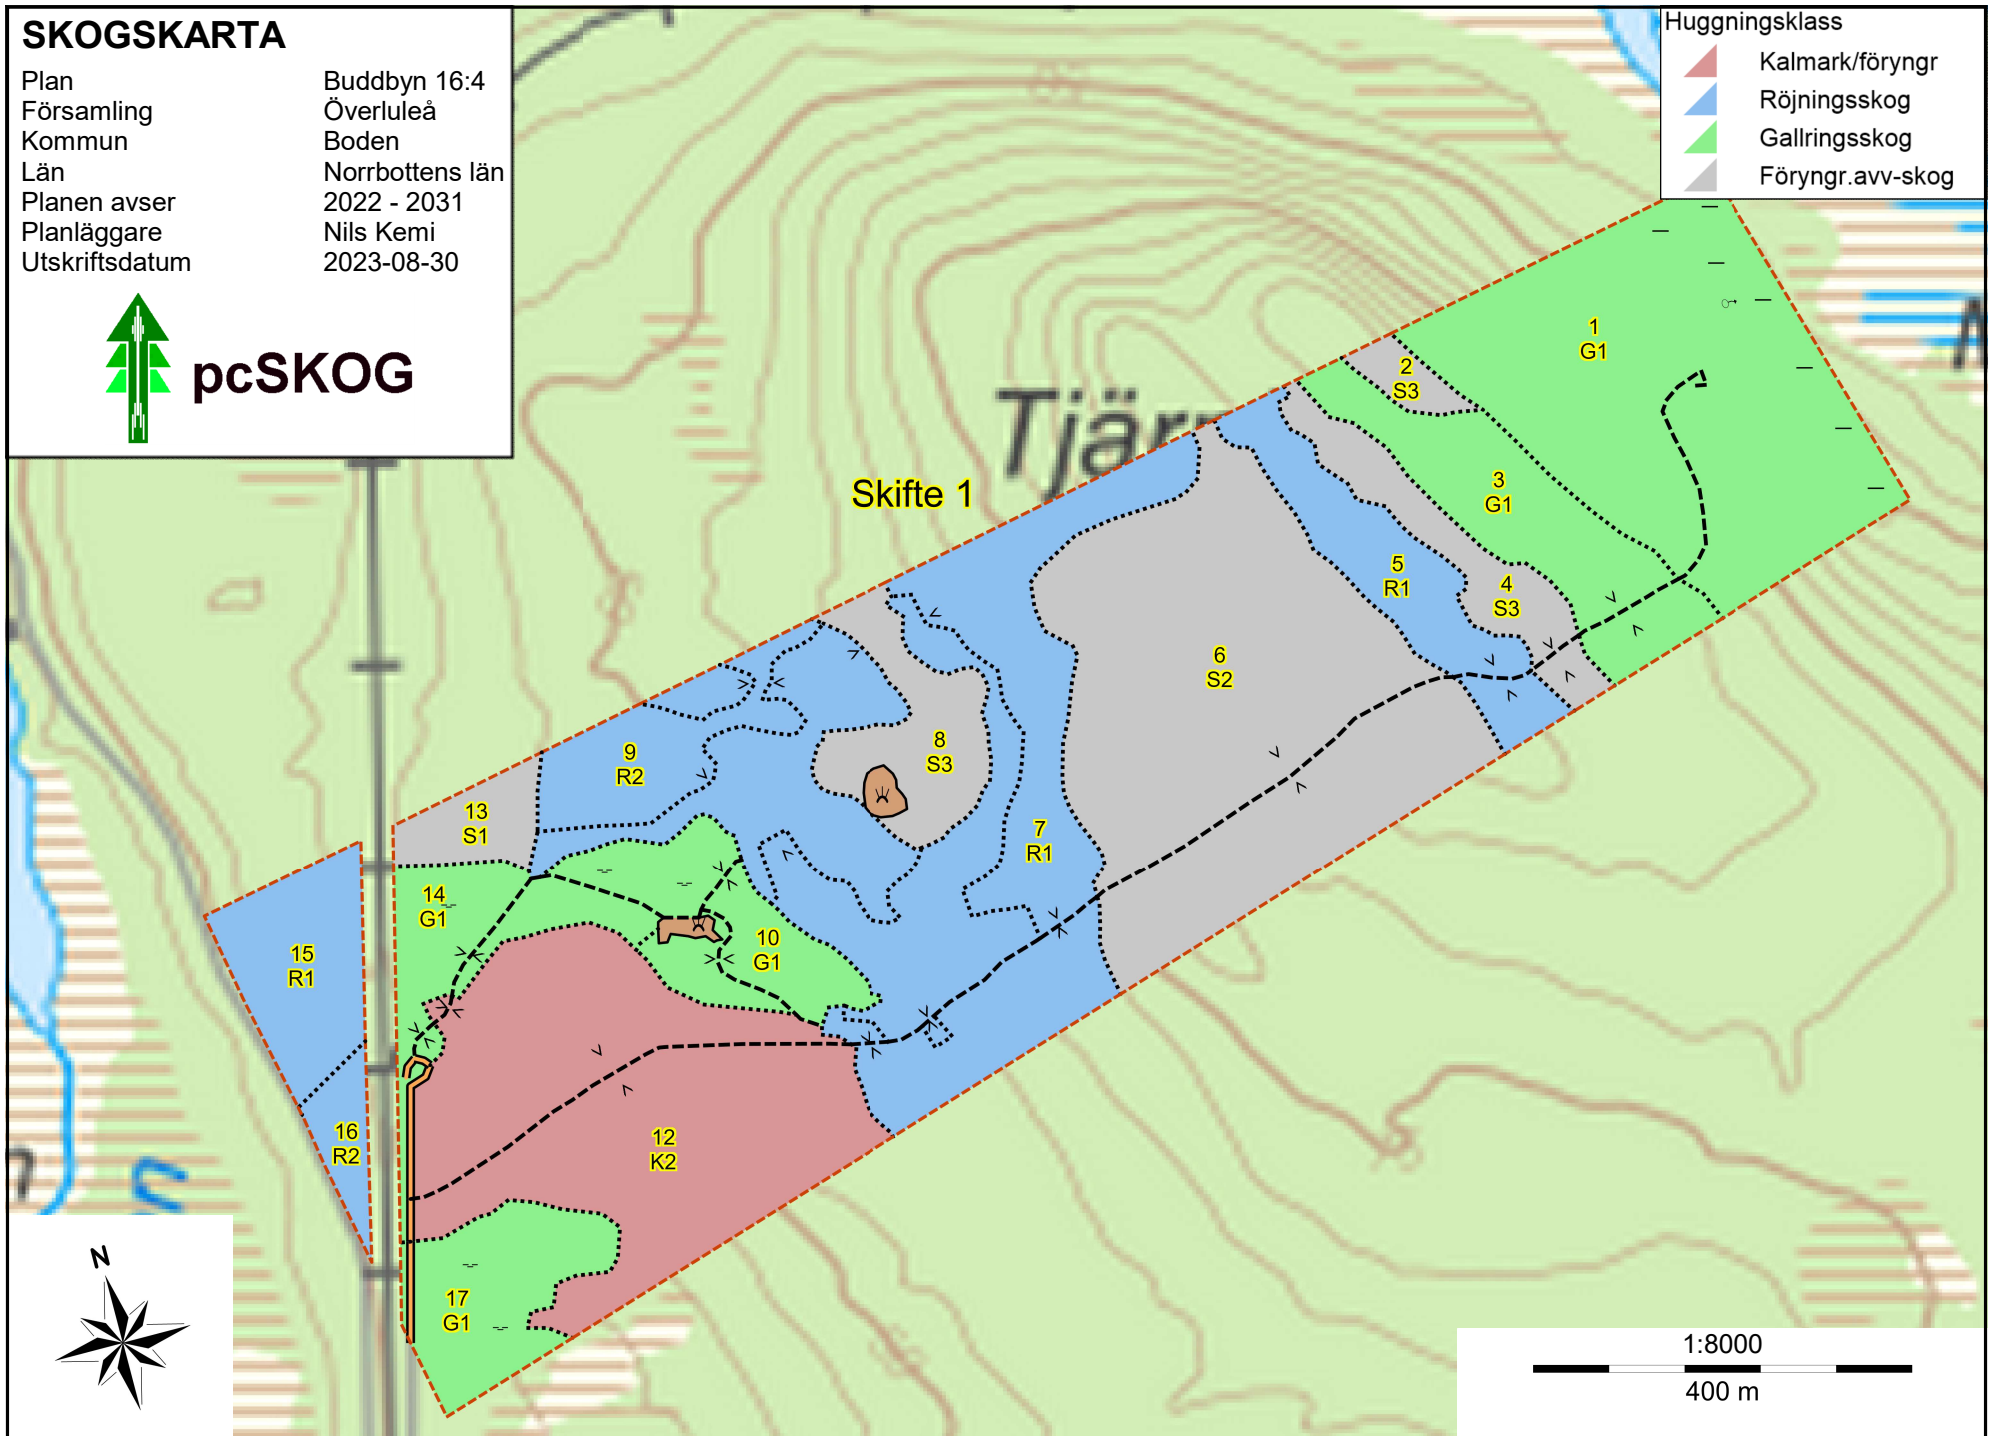 SKOGSKARTA
Plan Buddbyn 16:4
Församling Överluleå
Kommun Boden
Län Norrbottens län
Planen avser 2022 - 2031
Planläggare Nils Kemi
Utskriftsdatum 2023-08-30
pcSKOG
Huggningsklass
Kalmark/föryngr
Röjningsskog
Gallringsskog
Föryngr.avv-skog
Skifte 1
Tjär
1
G1
2
S3
3
G1
4
S3
5
R1
6
S2
7
R1
8
S3
9
R2
10
G1
12
K2
13
S1
14
G1
15
R1
16
R2
17
G1
N
1:8000
400 m